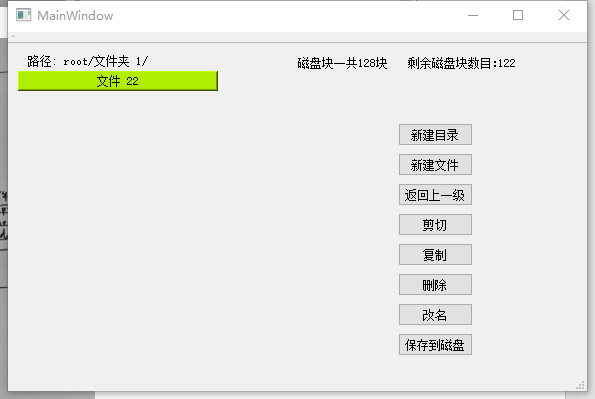 MainWindow
路径: root/文件夹 1/
磁盘块一共128块 剩余磁盘块数目:122
文件 22
新建目录
新建文件
返回上一级
剪切
复制
删除
改名
保存到磁盘